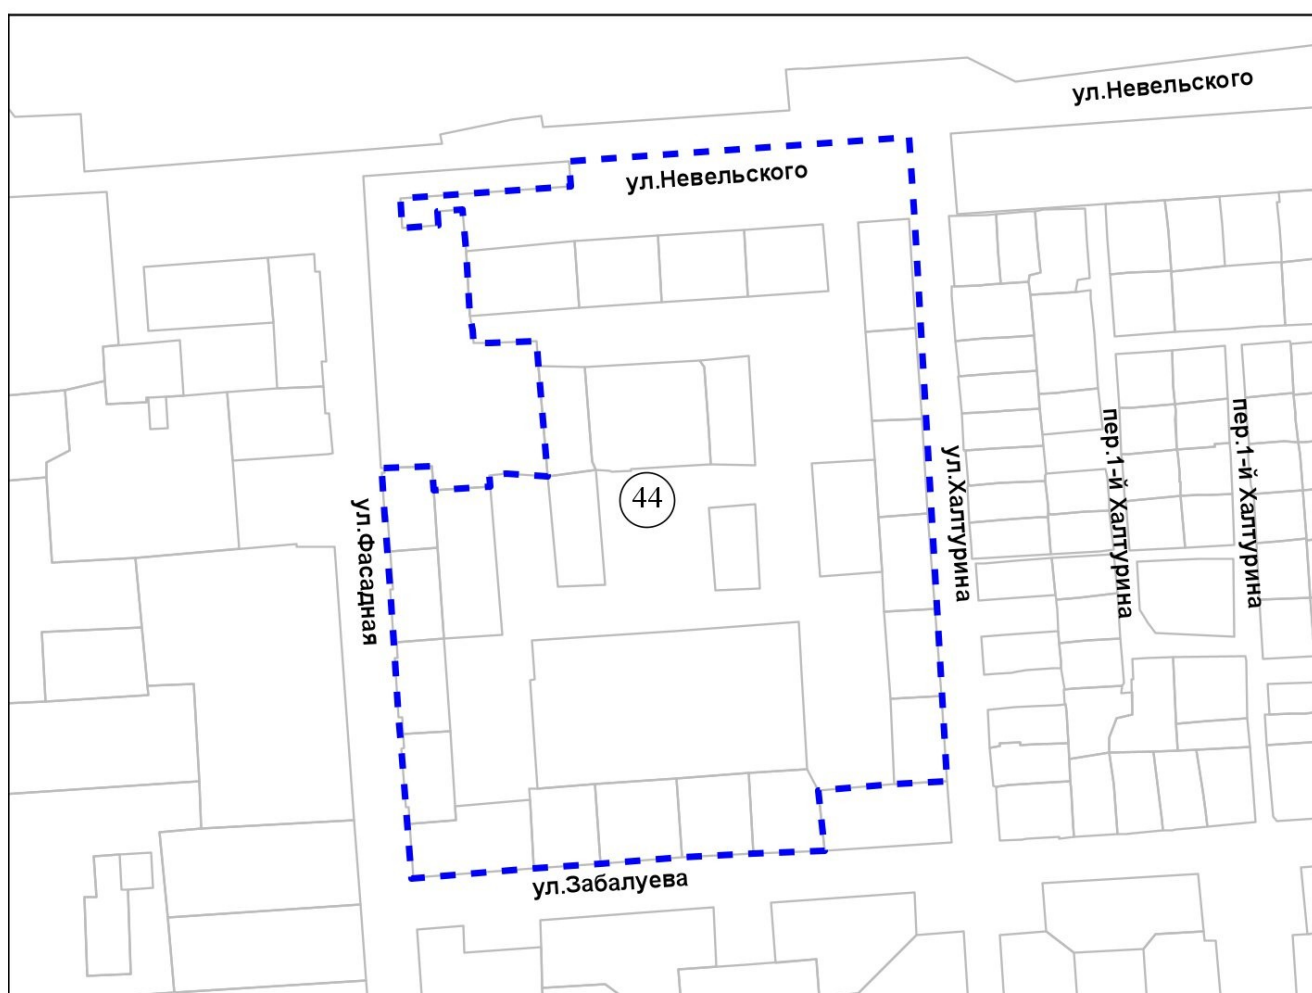 ул.Невельского
ул.Невельского
пер.1-й Халтурина
пер.1-й Халтурина
ул.Халтурина
44
ул.Фасадная
ул.Забалуева